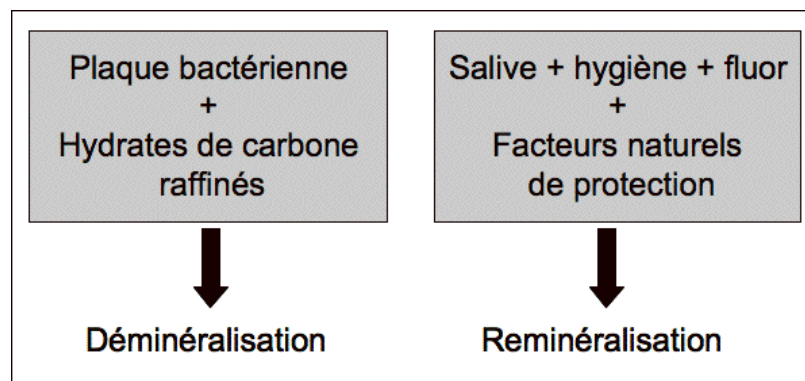 Plaque bactérienne
+
Hydrates de carbone
raffinés
Déminéralisation
Salive + hygiène + fluor
+
Facteurs naturels
de protection
Reminéralisation